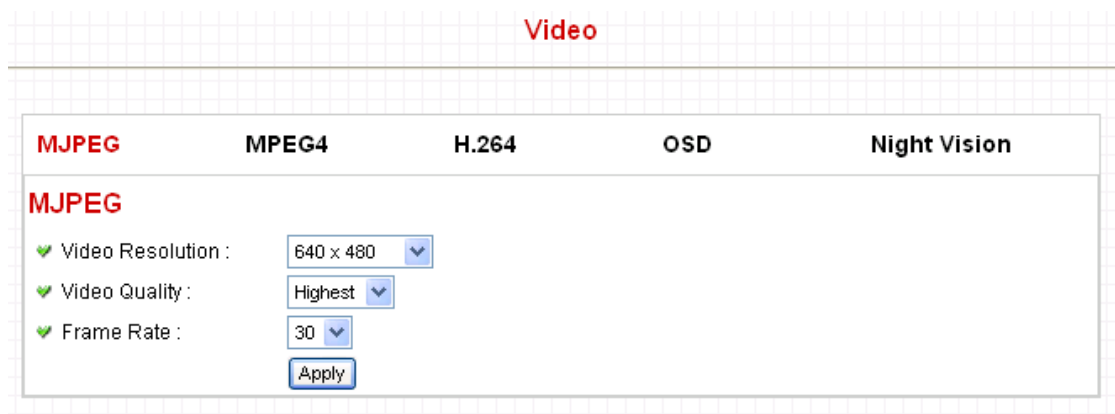 Video
MJPEG MPEG4 H.264 OSD Night Vision
MJPEG
Video Resolution : 640 x 480
Video Quality : Highest
Frame Rate : 30
Apply